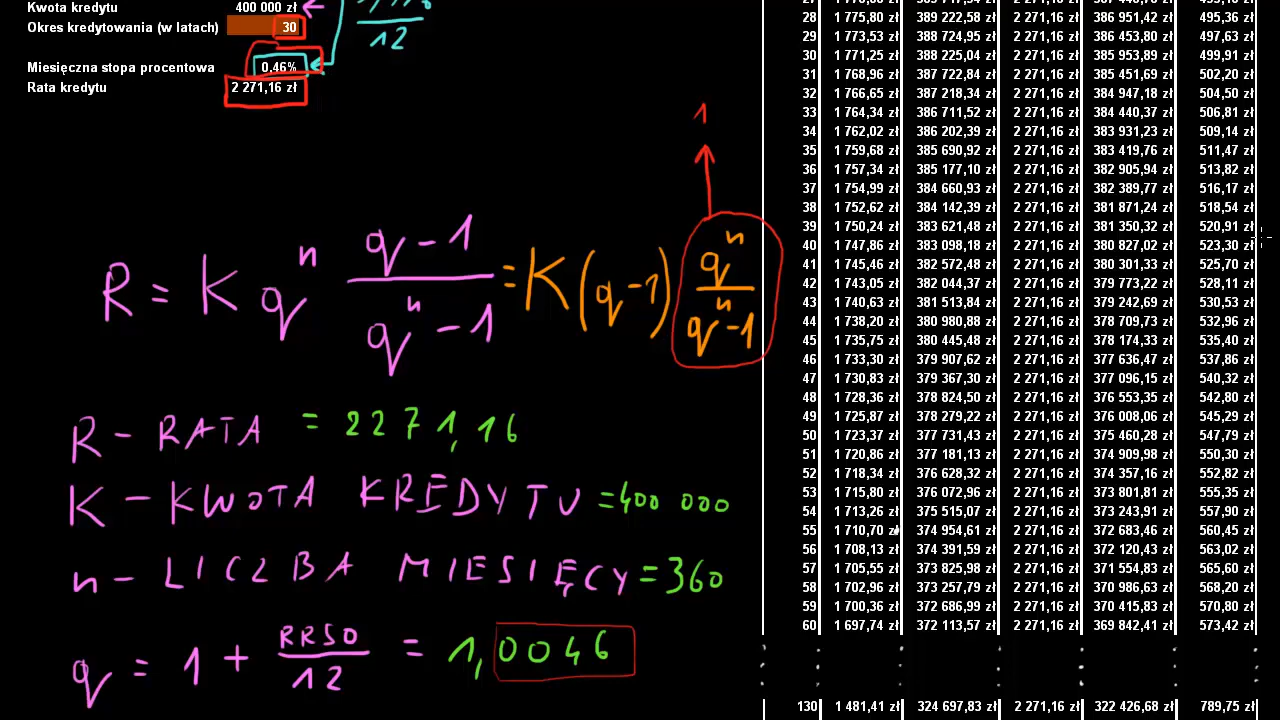 Kwota kredytu 400 000 zł
Okres kredytowania (w latach) 30
12
Miesięczna stopa procentowa 0,46%
Rata kredytu 2 271,16 zł
1
R = K q^n (q-1)/(q^n-1) = K(q-1) q^n/(q^n-1)
R - RATA = 2271,16
K - KWOTA KREDYTU = 400 000
n - LICZBA MIESIĘCY = 360
q = 1 + RRSO/12 = 1,0046
28 1 775,80 zł 389 222,58 zł 2 271,16 zł 386 951,42 zł 495,36 zł
29 1 773,53 zł 388 724,95 zł 2 271,16 zł 386 453,80 zł 497,63 zł
30 1 771,25 zł 388 225,04 zł 2 271,16 zł 385 953,89 zł 499,91 zł
31 1 768,96 zł 387 722,84 zł 2 271,16 zł 385 451,69 zł 502,20 zł
32 1 766,65 zł 387 218,34 zł 2 271,16 zł 384 947,18 zł 504,50 zł
33 1 764,34 zł 386 711,52 zł 2 271,16 zł 384 440,37 zł 506,81 zł
34 1 762,02 zł 386 202,39 zł 2 271,16 zł 383 931,23 zł 509,14 zł
35 1 759,68 zł 385 690,92 zł 2 271,16 zł 383 419,76 zł 511,47 zł
36 1 757,34 zł 385 177,10 zł 2 271,16 zł 382 905,94 zł 513,82 zł
37 1 754,99 zł 384 660,93 zł 2 271,16 zł 382 389,77 zł 516,17 zł
38 1 752,62 zł 384 142,39 zł 2 271,16 zł 381 871,24 zł 518,54 zł
39 1 750,24 zł 383 621,48 zł 2 271,16 zł 381 350,32 zł 520,91 zł
40 1 747,86 zł 383 098,18 zł 2 271,16 zł 380 827,02 zł 523,30 zł
41 1 745,46 zł 382 572,48 zł 2 271,16 zł 380 301,33 zł 525,70 zł
42 1 743,05 zł 382 044,37 zł 2 271,16 zł 379 773,22 zł 528,11 zł
43 1 740,63 zł 381 513,84 zł 2 271,16 zł 379 242,69 zł 530,53 zł
44 1 738,20 zł 380 980,88 zł 2 271,16 zł 378 709,73 zł 532,96 zł
45 1 735,75 zł 380 445,48 zł 2 271,16 zł 378 174,33 zł 535,40 zł
46 1 733,30 zł 379 907,62 zł 2 271,16 zł 377 636,47 zł 537,86 zł
47 1 730,83 zł 379 367,30 zł 2 271,16 zł 377 096,15 zł 540,32 zł
48 1 728,36 zł 378 824,50 zł 2 271,16 zł 376 553,35 zł 542,80 zł
49 1 725,87 zł 378 279,22 zł 2 271,16 zł 376 008,06 zł 545,29 zł
50 1 723,37 zł 377 731,43 zł 2 271,16 zł 375 460,28 zł 547,79 zł
51 1 720,86 zł 377 181,13 zł 2 271,16 zł 374 909,98 zł 550,30 zł
52 1 718,34 zł 376 628,32 zł 2 271,16 zł 374 357,16 zł 552,82 zł
53 1 715,80 zł 376 072,96 zł 2 271,16 zł 373 801,81 zł 555,35 zł
54 1 713,26 zł 375 515,07 zł 2 271,16 zł 373 243,91 zł 557,90 zł
55 1 710,70 zł 374 954,61 zł 2 271,16 zł 372 683,46 zł 560,45 zł
56 1 708,13 zł 374 391,59 zł 2 271,16 zł 372 120,43 zł 563,02 zł
57 1 705,55 zł 373 825,98 zł 2 271,16 zł 371 554,83 zł 565,60 zł
58 1 702,96 zł 373 257,79 zł 2 271,16 zł 370 986,63 zł 568,20 zł
59 1 700,36 zł 372 686,99 zł 2 271,16 zł 370 415,83 zł 570,80 zł
60 1 697,74 zł 372 113,57 zł 2 271,16 zł 369 842,41 zł 573,42 zł
130 1 481,41 zł 324 697,83 zł 2 271,16 zł 322 426,68 zł 789,75 zł